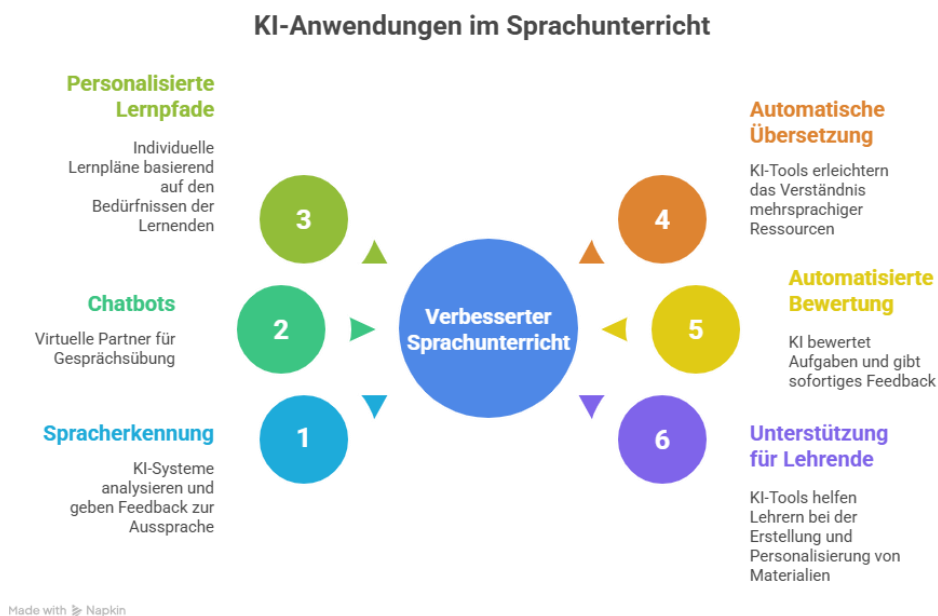 KI-Anwendungen im Sprachunterricht
Personalisierte
Lernpfade
Individuelle
Lernpläne basierend
auf den
Bedürfnissen der
Lernenden
3
Chatbots
Virtuelle Partner für
Gesprächsübung
2
Spracherkennung
KI-Systeme
analysieren und
geben Feedback zur
Aussprache
1
Verbesserter
Sprachunterricht
4
Automatische
Übersetzung
KI-Tools erleichtern
das Verständnis
mehrsprachiger
Ressourcen
5
Automatisierte
Bewertung
KI bewertet
Aufgaben und gibt
sofortiges Feedback
6
Unterstützung
für Lehrende
KI-Tools helfen
Lehrern bei der
Erstellung und
Personalisierung von
Materialien
Made with Napkin